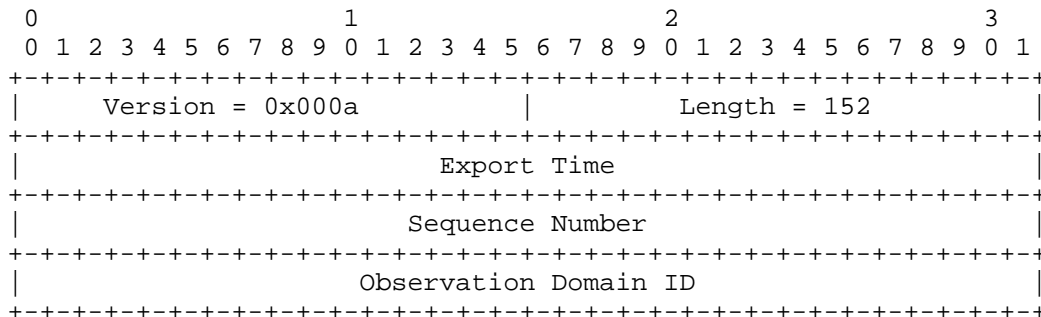 0                   1                   2                   3
 0 1 2 3 4 5 6 7 8 9 0 1 2 3 4 5 6 7 8 9 0 1 2 3 4 5 6 7 8 9 0 1
+-+-+-+-+-+-+-+-+-+-+-+-+-+-+-+-+-+-+-+-+-+-+-+-+-+-+-+-+-+-+-+-+
|     Version = 0x000a          |         Length = 152          |
+-+-+-+-+-+-+-+-+-+-+-+-+-+-+-+-+-+-+-+-+-+-+-+-+-+-+-+-+-+-+-+-+
|                          Export Time                          |
+-+-+-+-+-+-+-+-+-+-+-+-+-+-+-+-+-+-+-+-+-+-+-+-+-+-+-+-+-+-+-+-+
|                        Sequence Number                        |
+-+-+-+-+-+-+-+-+-+-+-+-+-+-+-+-+-+-+-+-+-+-+-+-+-+-+-+-+-+-+-+-+
|                     Observation Domain ID                     |
+-+-+-+-+-+-+-+-+-+-+-+-+-+-+-+-+-+-+-+-+-+-+-+-+-+-+-+-+-+-+-+-+